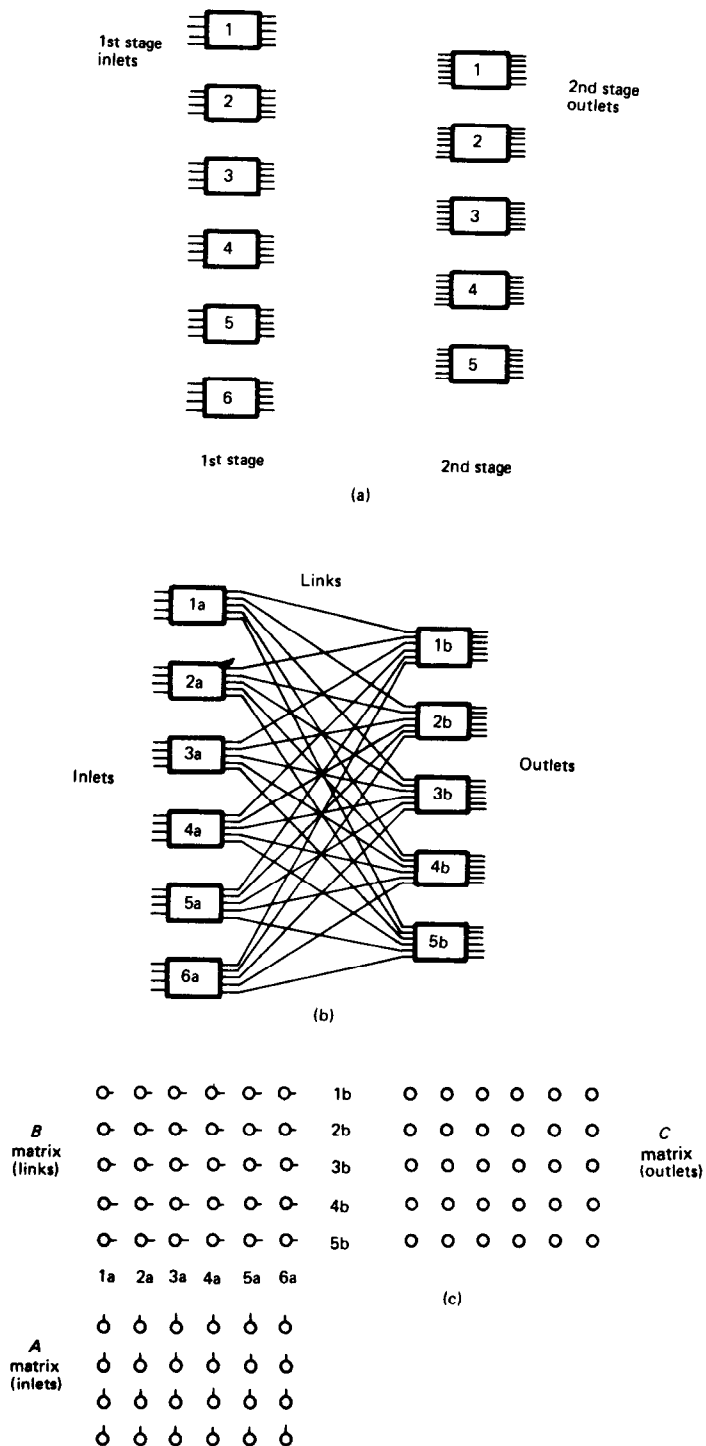 1st stage
inlets
1
2
3
4
5
6
1st stage
1
2
3
4
5
2nd stage
outlets
2nd stage
(a)
Links
Inlets
1a
2a
3a
4a
5a
6a
1b
2b
3b
4b
5b
Outlets
(b)
B
matrix
(links)
1b
2b
3b
4b
5b
C
matrix
(outlets)
1a 2a 3a 4a 5a 6a
(c)
A
matrix
(inlets)